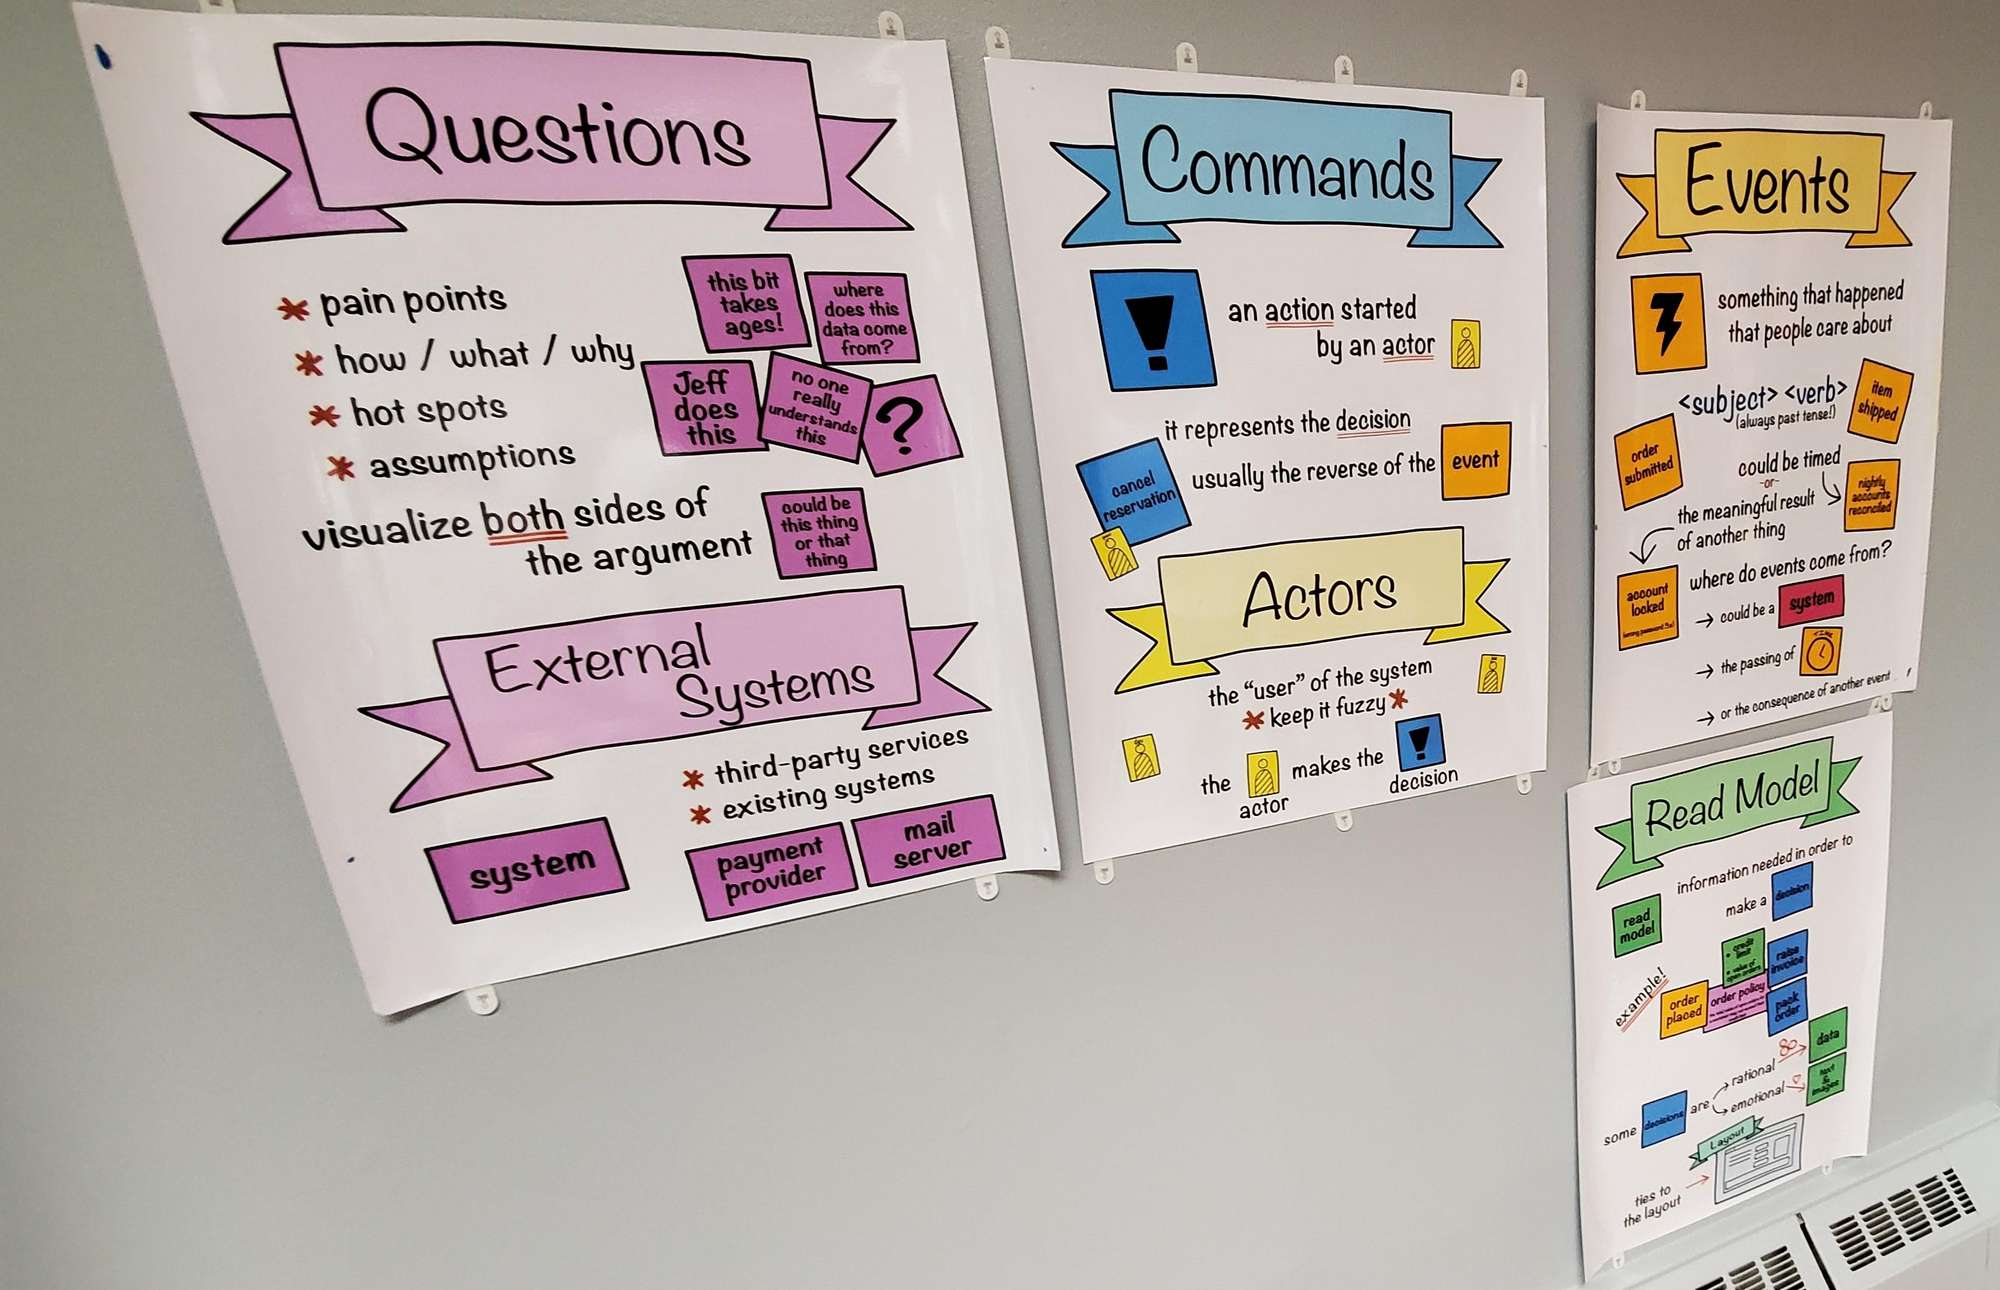 Questions
* pain points
* how / what / why
* hot spots
* assumptions
this bit
takes
ages!
where
does this
data come
from?
Jeff
does
this
no one
really
understands
this
?
visualize both sides of
the argument
could be
this thing
or that
thing
External
Systems
* third-party services
* existing systems
system
payment
provider
mail
server
Commands
!
an action started
by an actor
it represents the decision
usually the reverse of the event
cancel
reservation
Actors
the "user" of the system
* keep it fuzzy *
the actor makes the ! decision
Events
something that happened
that people care about
<subject> <verb>
(always past tense!)
item
shipped
order
submitted
could be timed
-or-
nightly
accounts
reconciled
the meaningful result
of another thing
account
locked
where do events come from?
→ could be a system
→ the passing of TIME
→ or the consequence of another event
Read Model
information needed in order to
make a decision
read
model
example!
credit
limit
value of
open orders
raise
invoice
order
placed
order policy
pack
order
some decisions are
rational
data
emotional
text
&
images
Layout
ties to
the layout